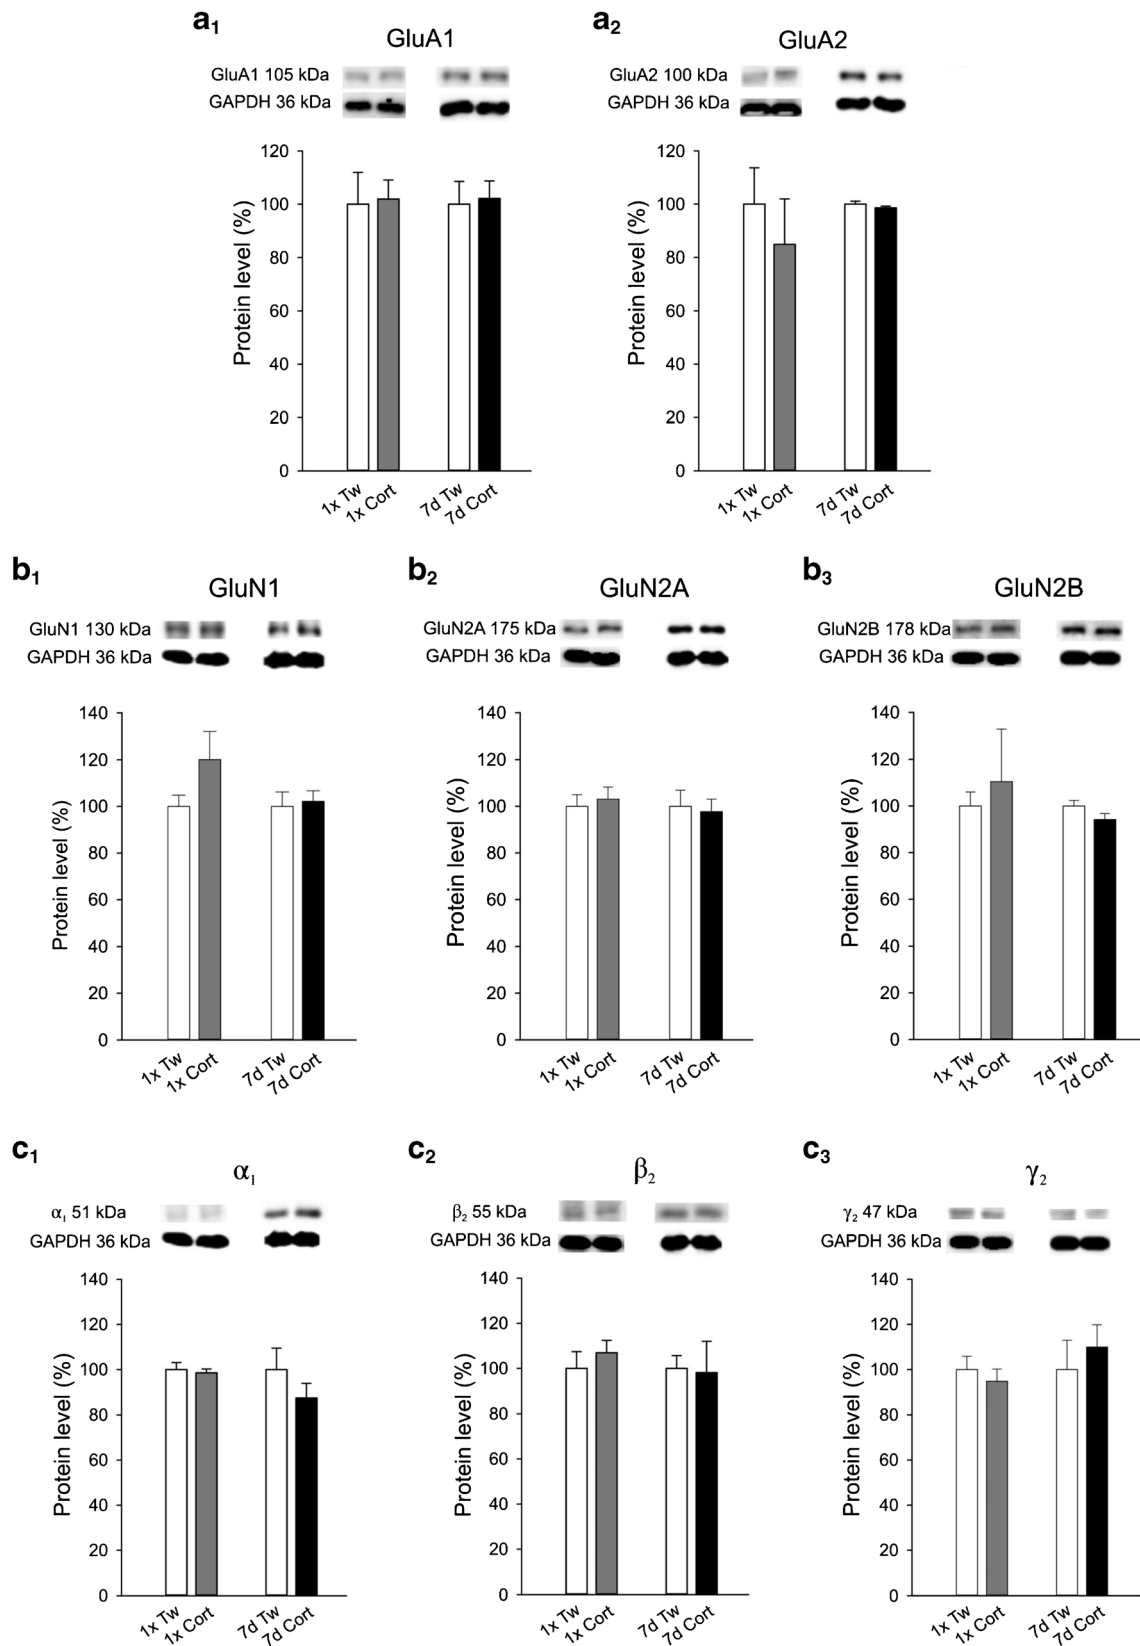 a1
GluA1
GluA1 105 kDa
GAPDH 36 kDa
Protein level (%)
120
100
80
60
40
20
0
1x Tw
1x Cort
7d Tw
7d Cort
a2
GluA2
GluA2 100 kDa
GAPDH 36 kDa
Protein level (%)
120
100
80
60
40
20
0
1x Tw
1x Cort
7d Tw
7d Cort
b1
GluN1
GluN1 130 kDa
GAPDH 36 kDa
Protein level (%)
140
120
100
80
60
40
20
0
1x Tw
1x Cort
7d Tw
7d Cort
b2
GluN2A
GluN2A 175 kDa
GAPDH 36 kDa
Protein level (%)
140
120
100
80
60
40
20
0
1x Tw
1x Cort
7d Tw
7d Cort
b3
GluN2B
GluN2B 178 kDa
GAPDH 36 kDa
Protein level (%)
140
120
100
80
60
40
20
0
1x Tw
1x Cort
7d Tw
7d Cort
c1
α1
α1 51 kDa
GAPDH 36 kDa
Protein level (%)
140
120
100
80
60
40
20
0
1x Tw
1x Cort
7d Tw
7d Cort
c2
β2
β2 55 kDa
GAPDH 36 kDa
Protein level (%)
140
120
100
80
60
40
20
0
1x Tw
1x Cort
7d Tw
7d Cort
c3
γ2
γ2 47 kDa
GAPDH 36 kDa
Protein level (%)
140
120
100
80
60
40
20
0
1x Tw
1x Cort
7d Tw
7d Cort